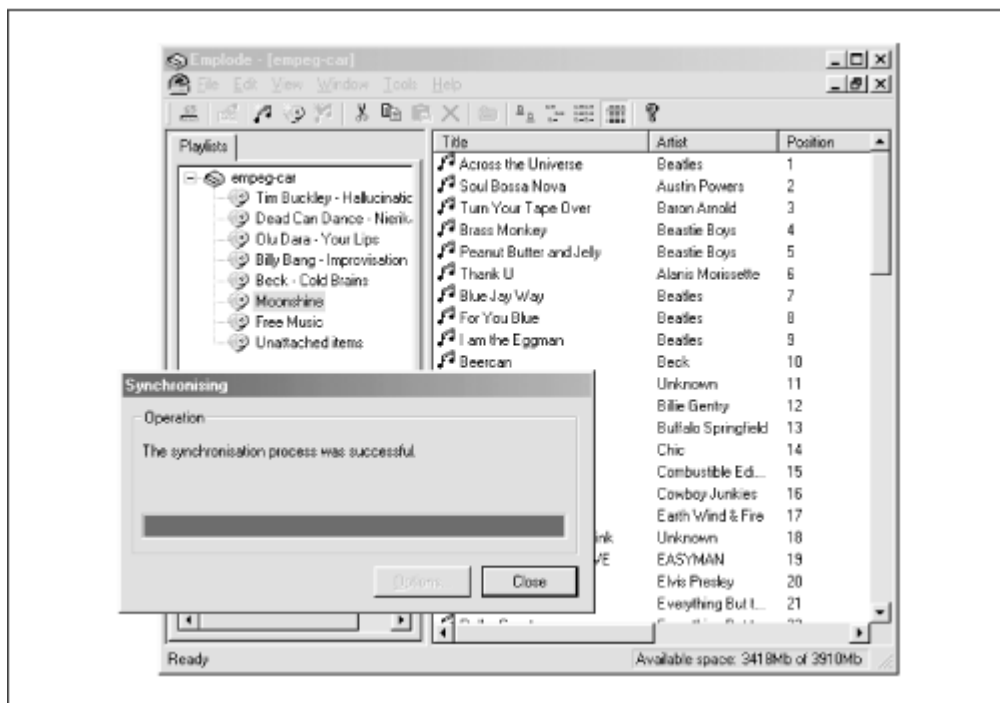 Emplode - [empeg-car]
File Edit View Window Tools Help
Playlists
empeg-car
Tim Buckley - Hallucinatic
Dead Can Dance - Nierik
Olu Dara - Your Lips
Billy Bang - Improvisation
Beck - Cold Brains
Moonshine
Free Music
Unattached items
Title Artist Position
Across the Universe Beatles 1
Soul Bossa Nova Austin Powers 2
Turn Your Tape Over Baron Arnold 3
Brass Monkey Beastie Boys 4
Peanut Butter and Jelly Beastie Boys 5
Thank U Alanis Morissette 6
Blue Jay Way Beatles 7
For You Blue Beatles 8
I am the Eggman Beatles 9
Beercan Beck 10
Unknown 11
Billie Gentry 12
Buffalo Springfield 13
Chic 14
Combustible Edi... 15
Cowboy Junkies 16
Earth Wind & Fire 17
ink Unknown 18
VE EASYMAN 19
Elvis Presley 20
Everything But t... 21
Synchronising
Operation
The synchronisation process was successful.
Options...
Close
Ready
Available space: 3418Mb of 3910Mb